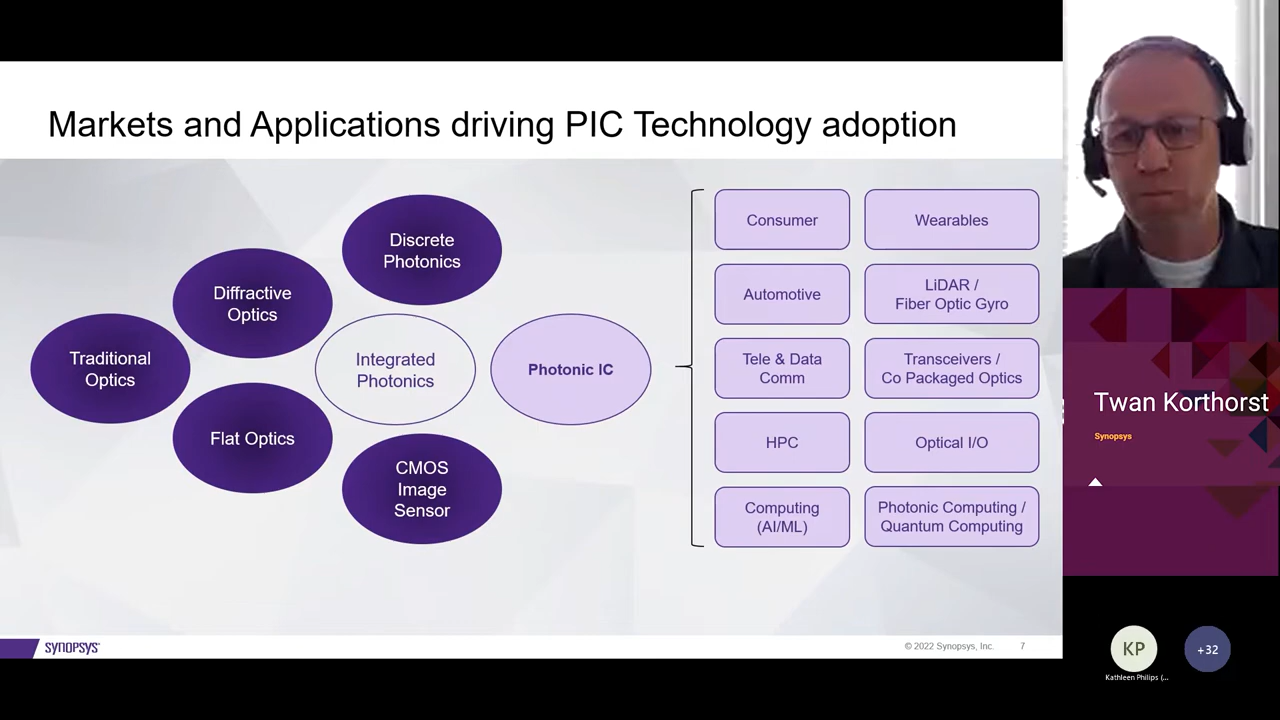 Markets and Applications driving PIC Technology adoption
Discrete
Photonics
Diffractive
Optics
Traditional
Optics
Integrated
Photonics
Photonic IC
Flat Optics
CMOS
Image
Sensor
Consumer
Wearables
Automotive
LiDAR /
Fiber Optic Gyro
Tele & Data
Comm
Transceivers /
Co Packaged Optics
HPC
Optical I/O
Computing
(AI/ML)
Photonic Computing /
Quantum Computing
SYNOPSYS®
© 2022 Synopsys, Inc.
7
Twan Korthorst
Synopsys
KP
Kathleen Philips (...
+32